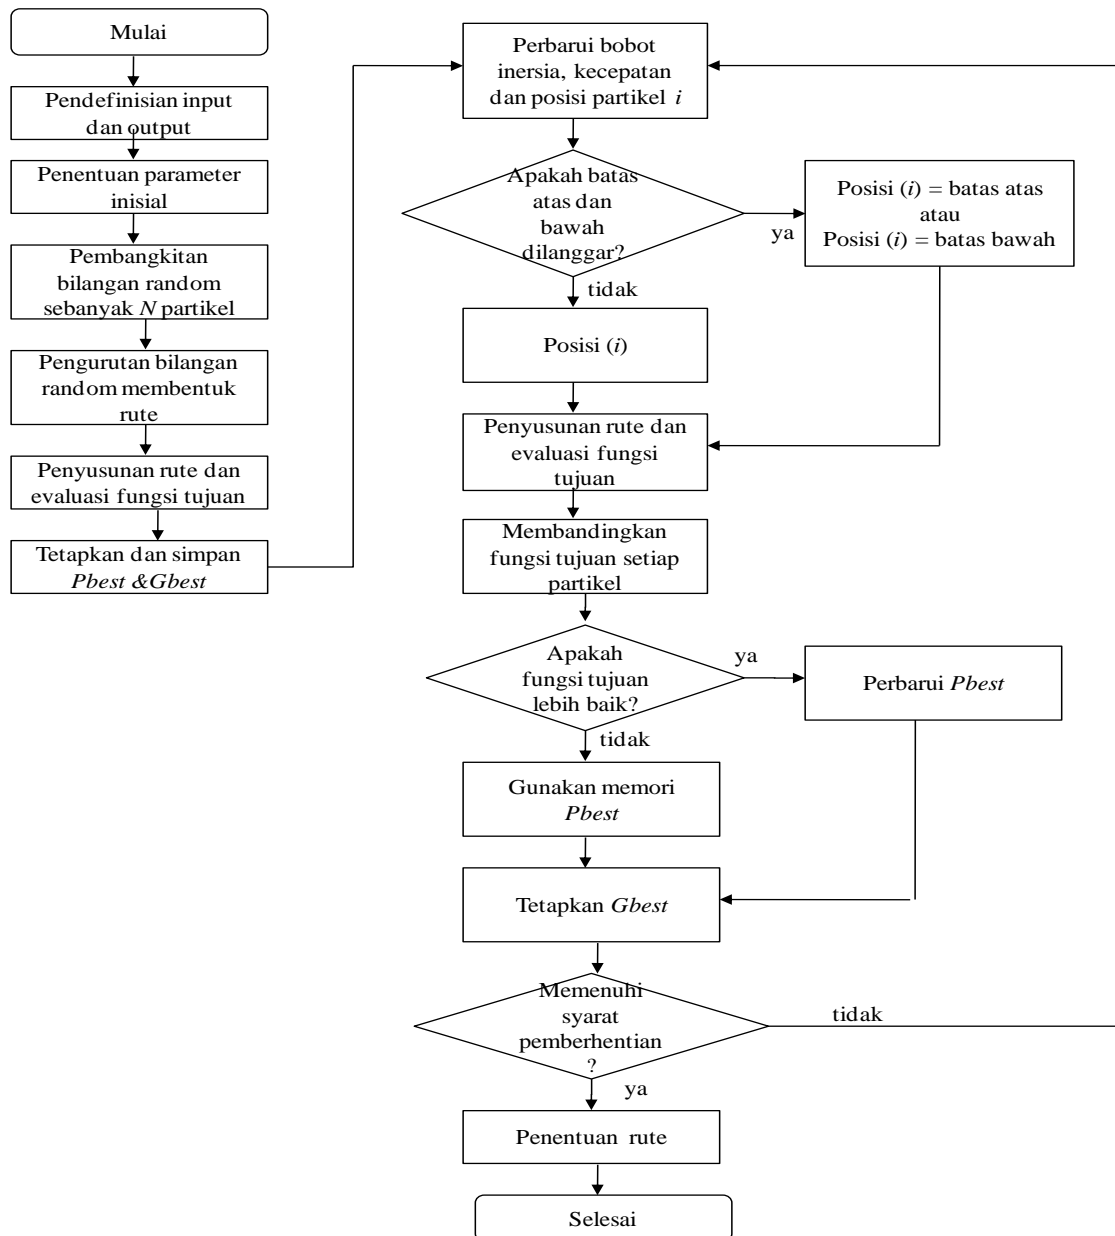 Mulai
Pendefinisian input
dan output
Penentuan parameter
inisial
Pembangkitan
bilangan random
sebanyak N partikel
Pengurutan bilangan
random membentuk
rute
Penyusunan rute dan
evaluasi fungsi tujuan
Tetapkan dan simpan
Pbest &Gbest
Perbarui bobot
inersia, kecepatan
dan posisi partikel i
Apakah batas
atas dan
bawah
dilanggar?
ya
Posisi (i) = batas atas
atau
Posisi (i) = batas bawah
tidak
Posisi (i)
Penyusunan rute dan
evaluasi fungsi
tujuan
Membandingkan
fungsi tujuan setiap
partikel
Apakah
fungsi tujuan
lebih baik?
ya
Perbarui Pbest
tidak
Gunakan memori
Pbest
Tetapkan Gbest
Memenuhi
syarat
pemberhentian
?
tidak
ya
Penentuan rute
Selesai